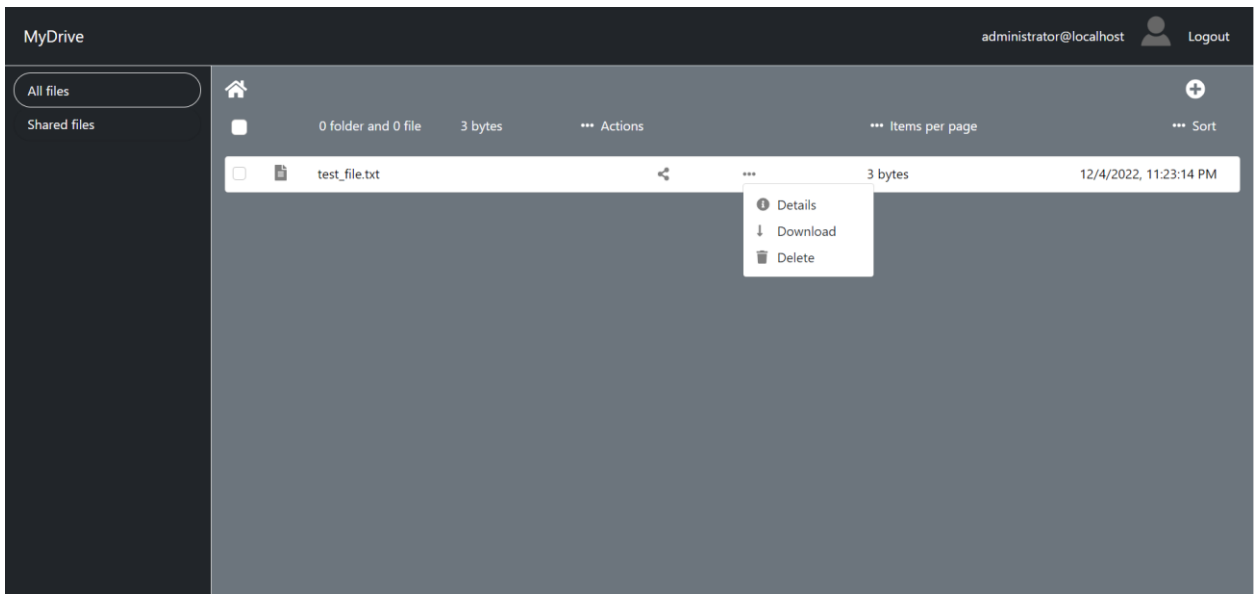 MyDrive administrator@localhost Logout
All files
Shared files
0 folder and 0 file 3 bytes ••• Actions ••• Items per page ••• Sort
test_file.txt ••• 3 bytes 12/4/2022, 11:23:14 PM
Details
Download
Delete